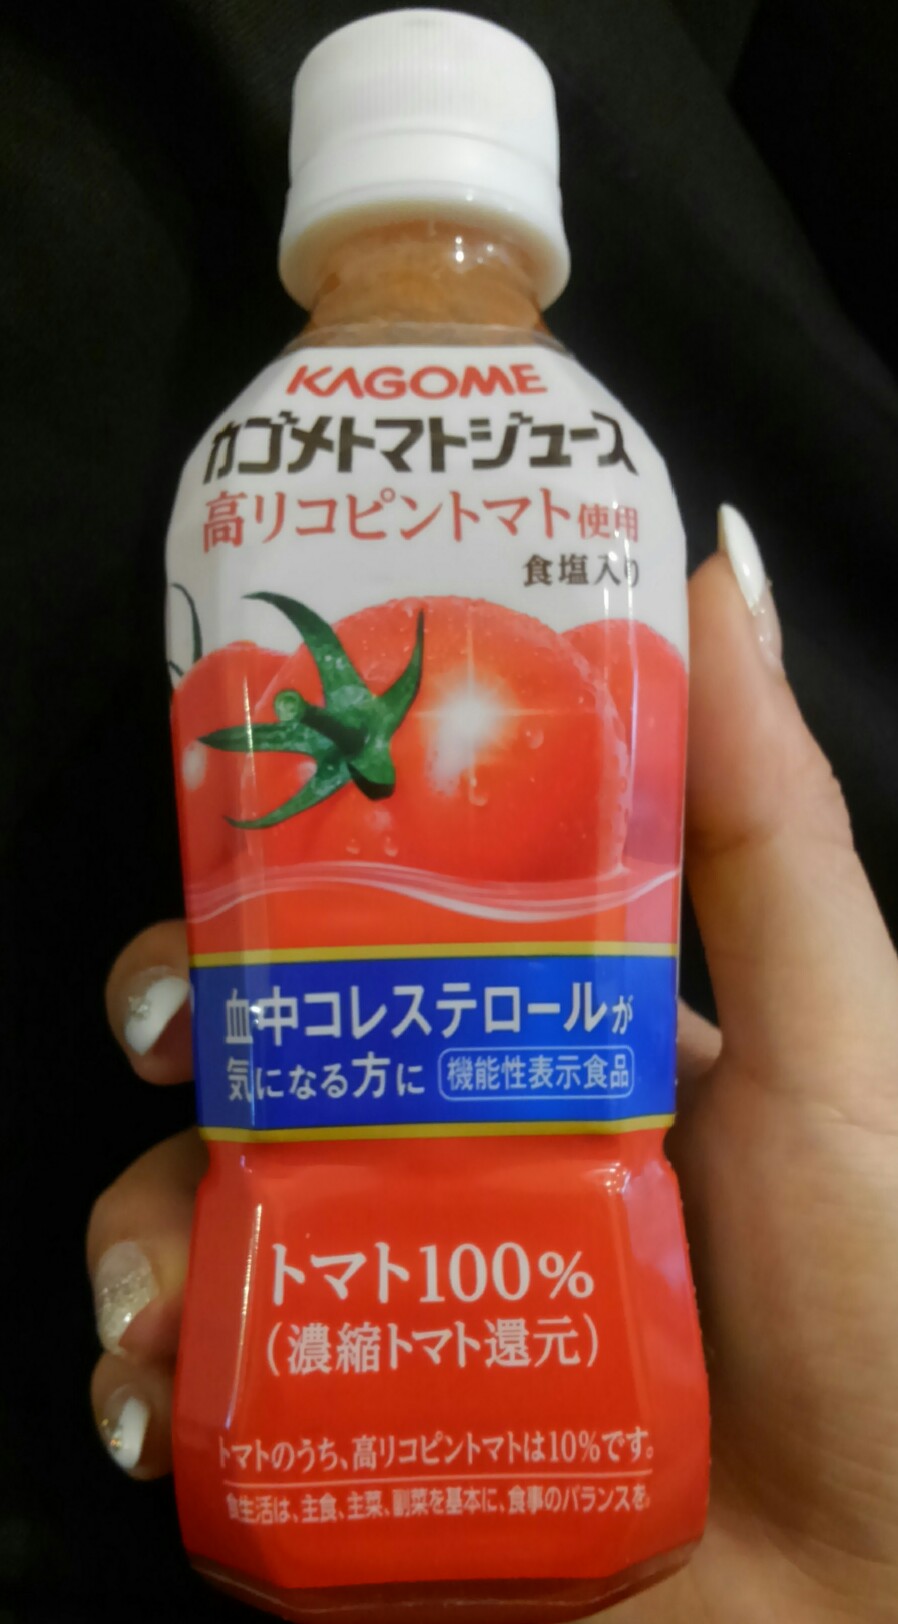 KAGOME
カゴメトマトジュース
高リコピントマト使用
食塩入り
血中コレステロールが
気になる方に 機能性表示食品
トマト100%
(濃縮トマト還元)
トマトのうち、高リコピントマトは10%です。
食生活は、主食、主菜、副菜を基本に、食事のバランスを。